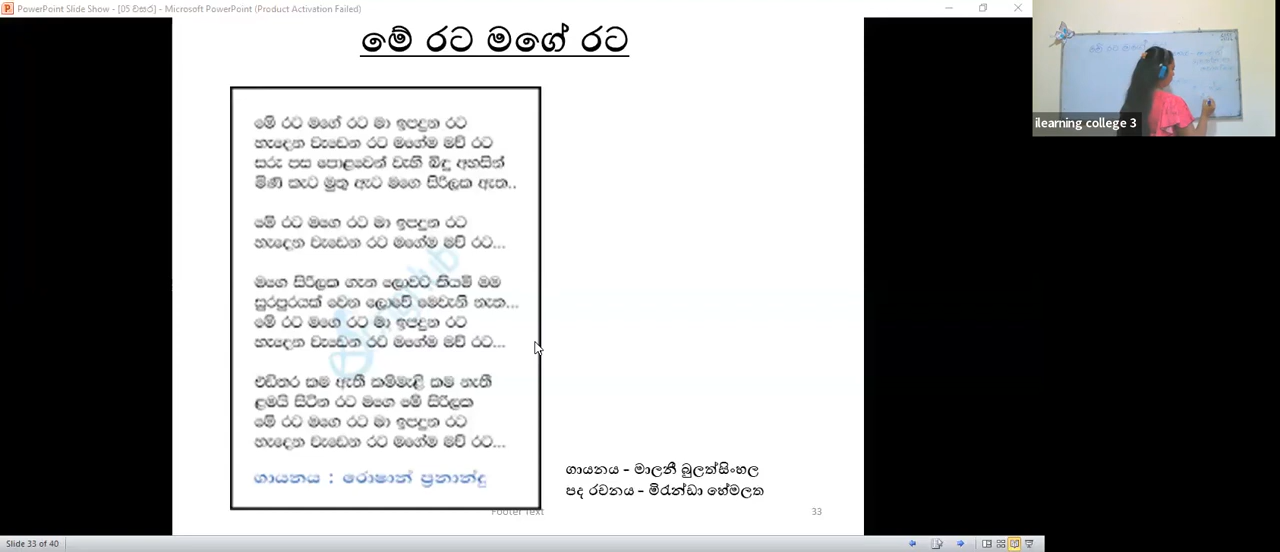 PowerPoint Slide Show - [05 වසර] - Microsoft PowerPoint (Product Activation Failed)
මේ රට මගේ රට
මේ රට මගේ රට මා ඉපදුන රට
හැදෙන වැඩෙන රට මගේම මව් රට
සරු පස පොළවෙන් වැහි බිඳු අහසින්
මිණි කැට මුතු ඇට මගෙ සිරිලක ඇත..
මේ රට මගෙ රට මා ඉපදුන රට
හැදෙන වැඩෙන රට මගේම මව් රට...
මගෙ සිරිලක ගැන ලොවට කියමි මම
සුරපුරයක් වෙන ලොවේ මෙවැනි නැත...
මේ රට මගෙ රට මා ඉපදුන රට
හැදෙන වැඩෙන රට මගේම මව් රට...
එඩිතර කම ඇතී කම්මැළි කම නැතී
ළමයි සිටින රට මගෙ මේ සිරිලක
මේ රට මගෙ රට මා ඉපදුන රට
හැදෙන වැඩෙන රට මගේම මව් රට...
ගායනය : රොෂාන් ප්‍රනාන්දු
ගායනය – මාලනී බුලත්සිංහල
පද රචනය – මිරැන්ඩා හේමලත
Footer Text
33
ilearning college 3
Slide 33 of 40